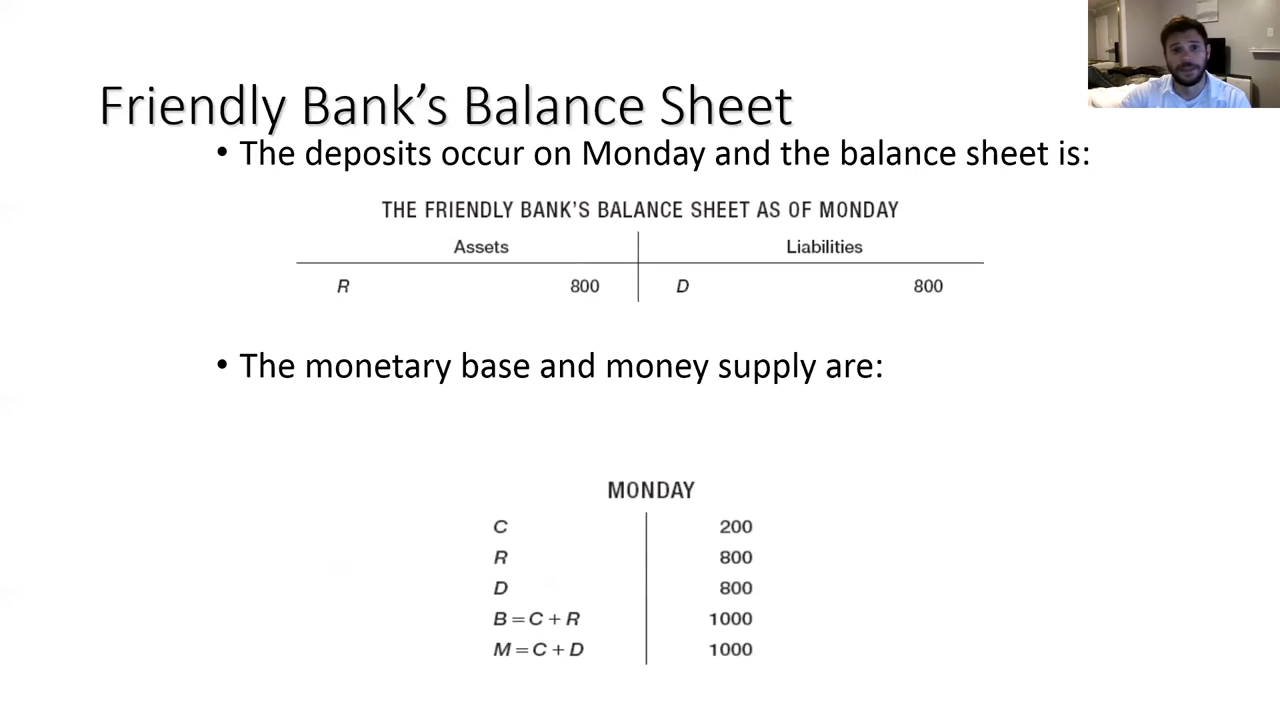 Friendly Bank’s Balance Sheet
• The deposits occur on Monday and the balance sheet is:
THE FRIENDLY BANK’S BALANCE SHEET AS OF MONDAY
Assets Liabilities
R 800 D 800
• The monetary base and money supply are:
MONDAY
C 200
R 800
D 800
B = C + R 1000
M = C + D 1000